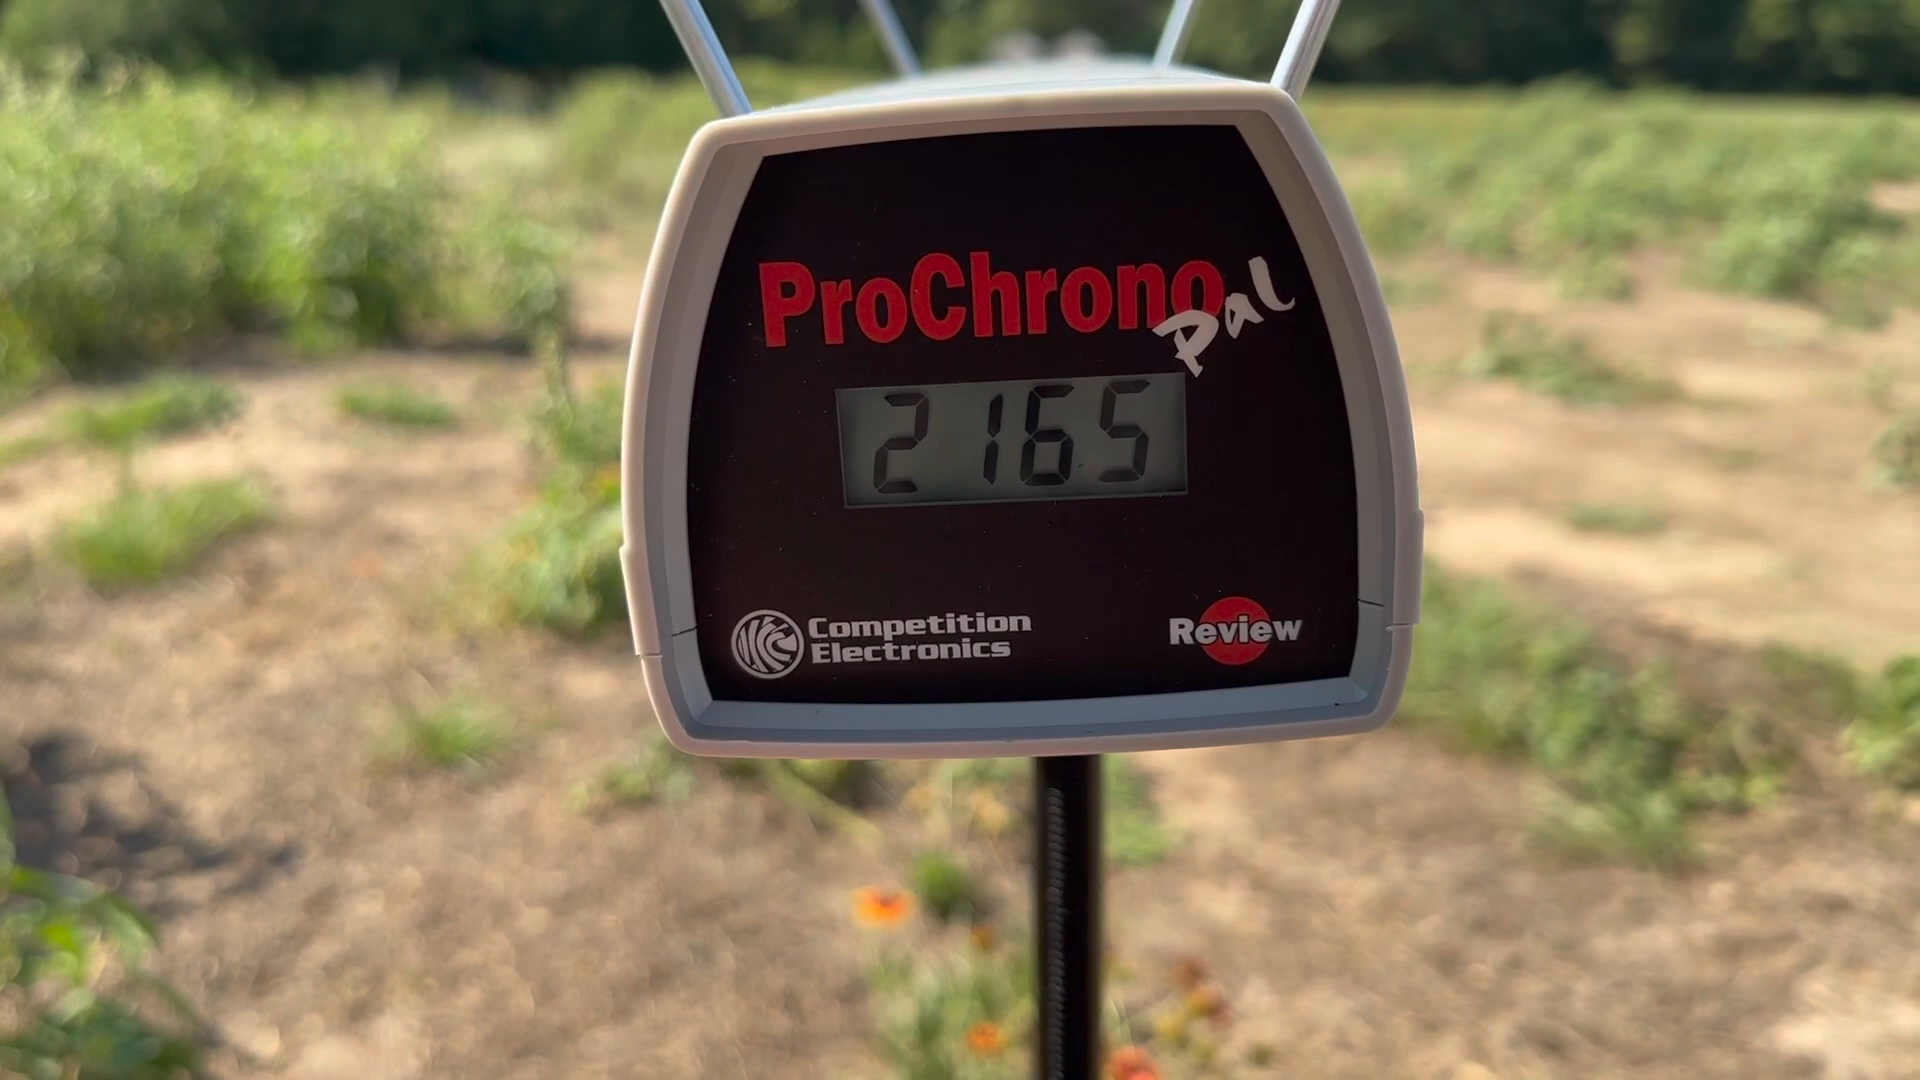 ProChrono
Pal
2165
Competition
Electronics
Review